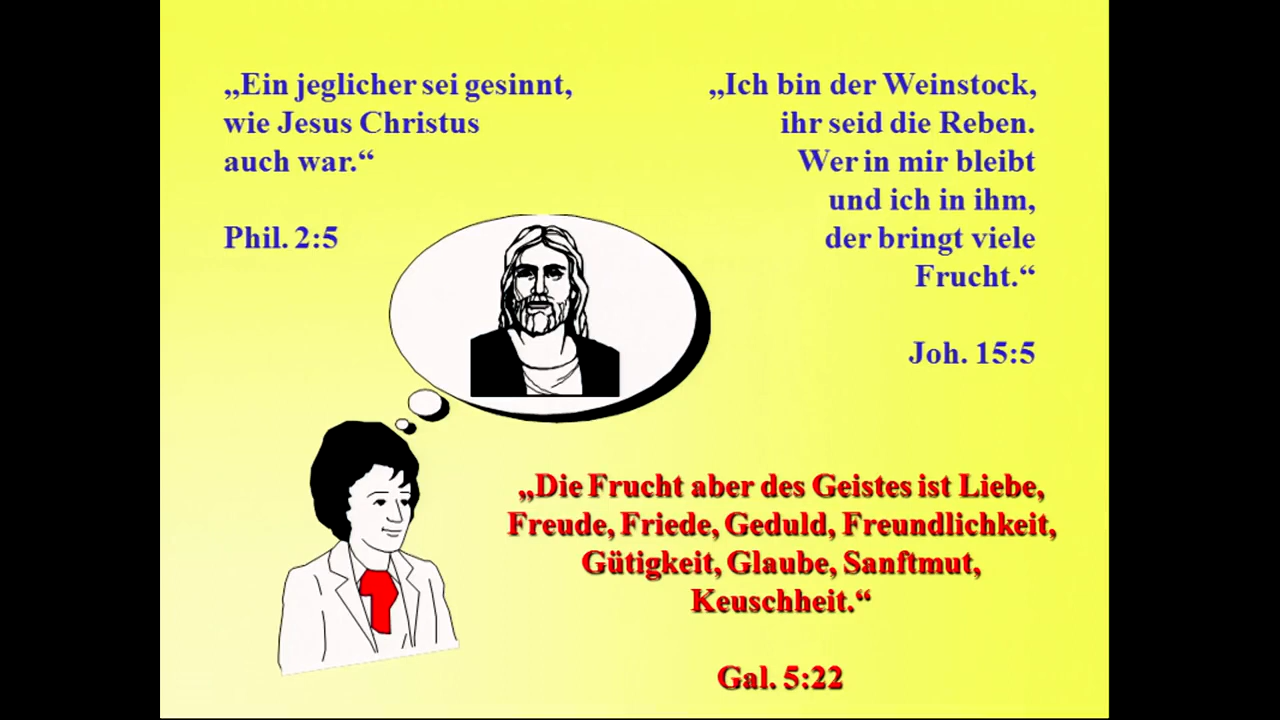 „Ein jeglicher sei gesinnt,
wie Jesus Christus
auch war.“
Phil. 2:5
„Ich bin der Weinstock,
ihr seid die Reben.
Wer in mir bleibt
und ich in ihm,
der bringt viele
Frucht.“
Joh. 15:5
„Die Frucht aber des Geistes ist Liebe,
Freude, Friede, Geduld, Freundlichkeit,
Gütigkeit, Glaube, Sanftmut,
Keuschheit.“
Gal. 5:22